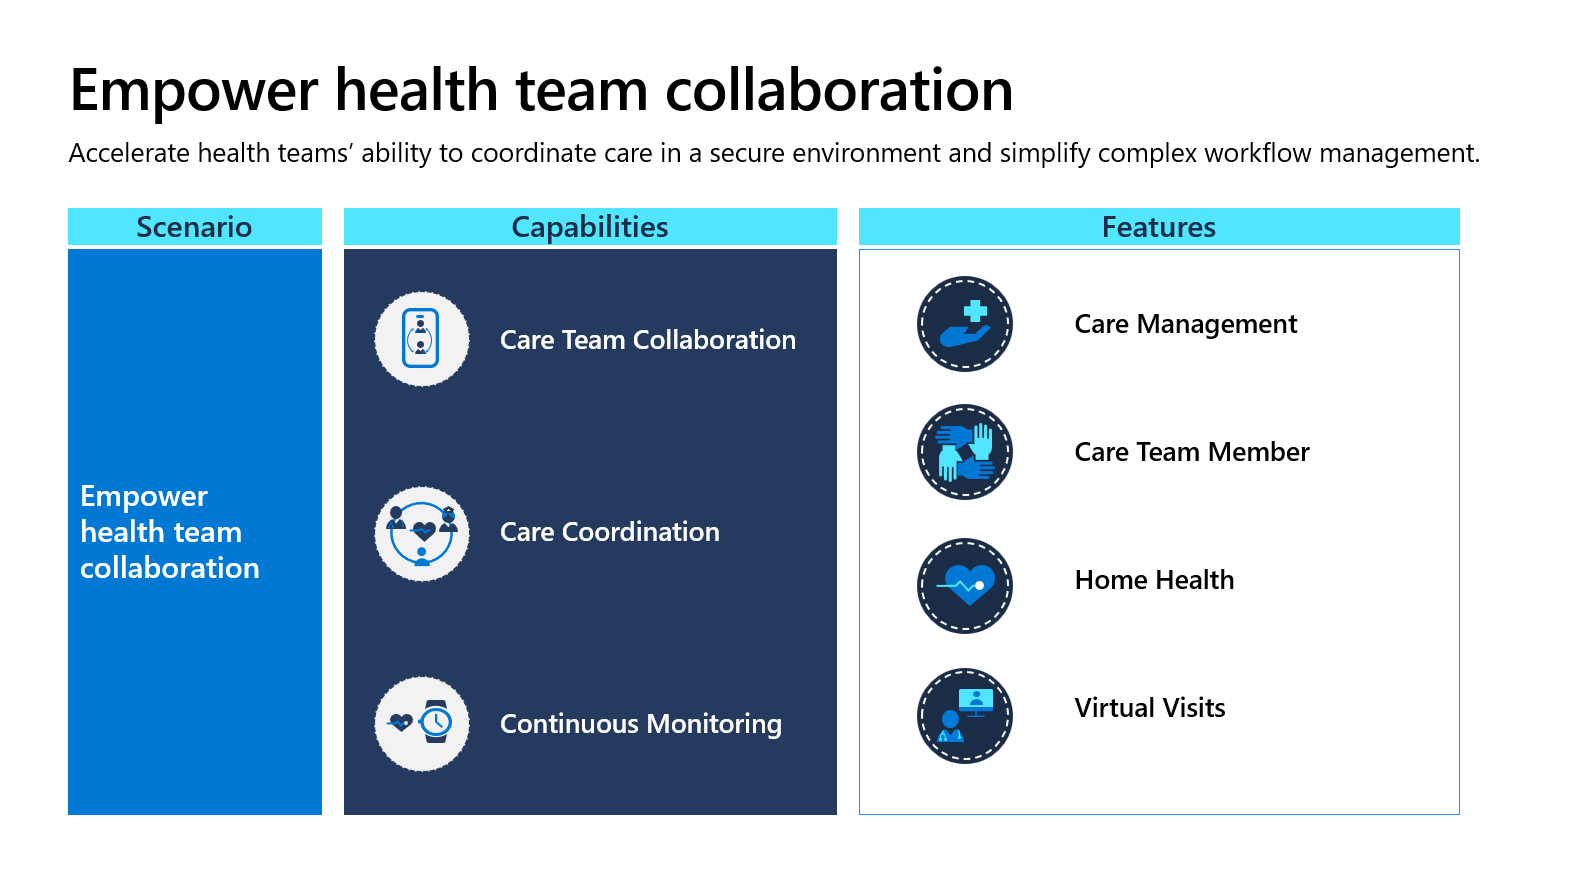 Empower health team collaboration
Accelerate health teams’ ability to coordinate care in a secure environment and simplify complex workflow management.
Scenario
Empower
health team
collaboration
Capabilities
Care Team Collaboration
Care Coordination
Continuous Monitoring
Features
Care Management
Care Team Member
Home Health
Virtual Visits